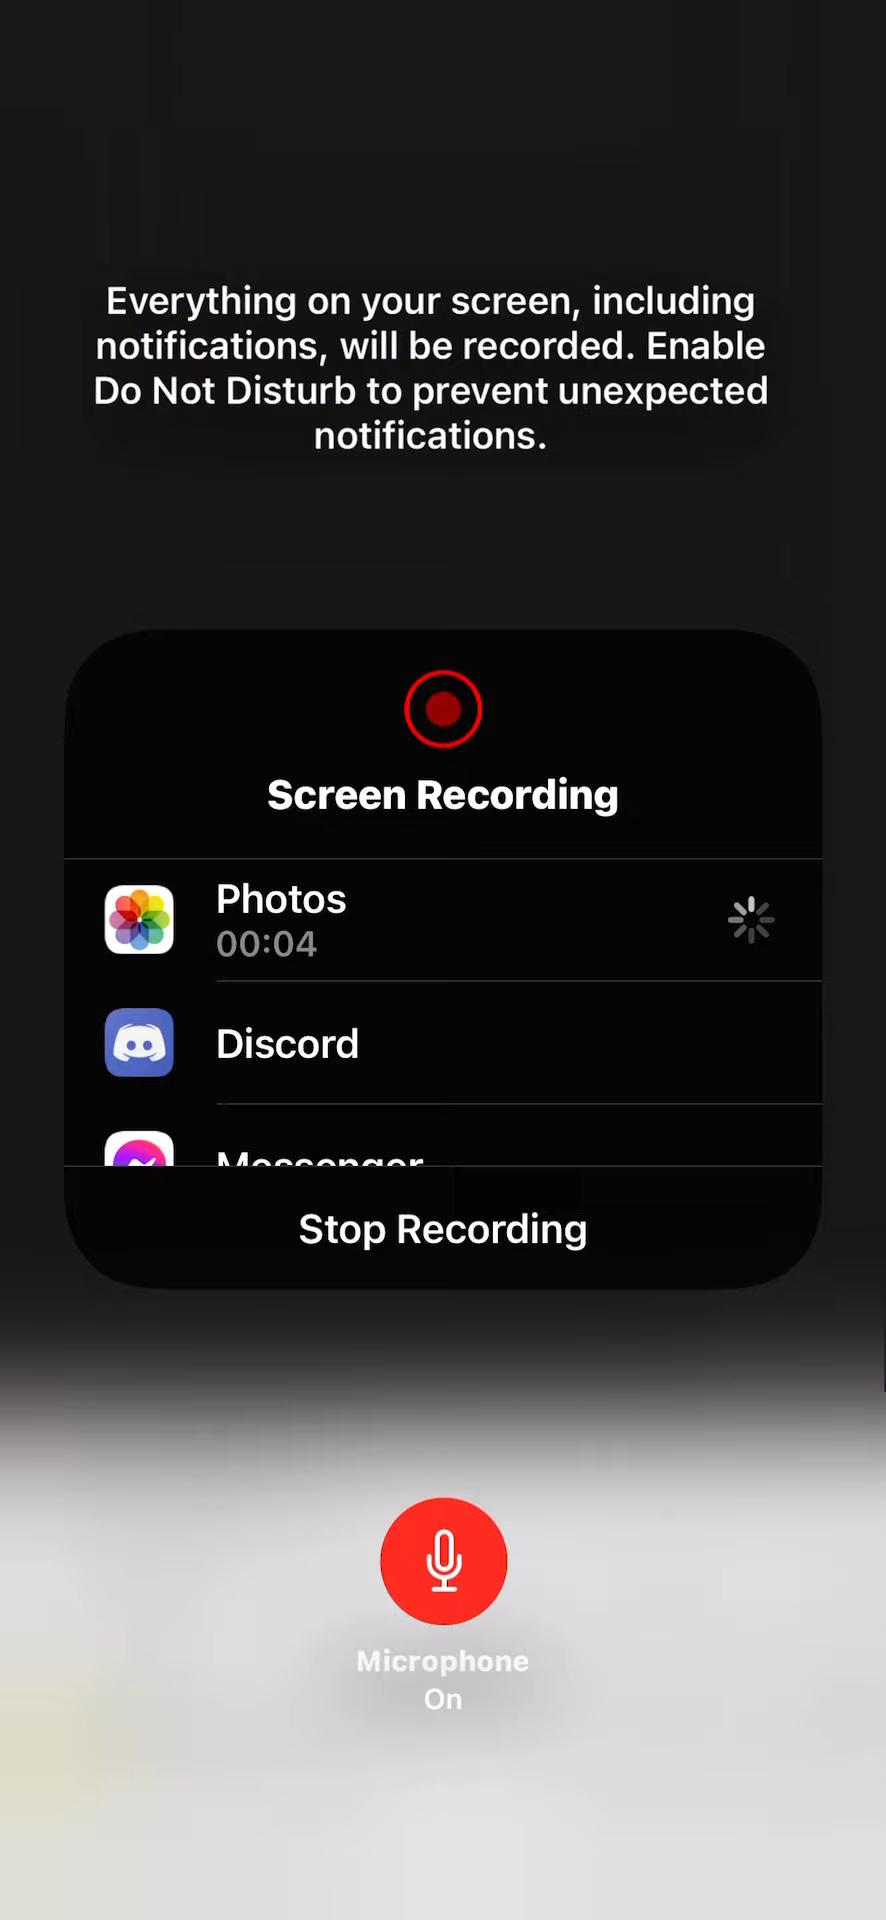 Everything on your screen, including
notifications, will be recorded. Enable
Do Not Disturb to prevent unexpected
notifications.
Screen Recording
Photos
00:04
Discord
Messenger
Stop Recording
Microphone
On